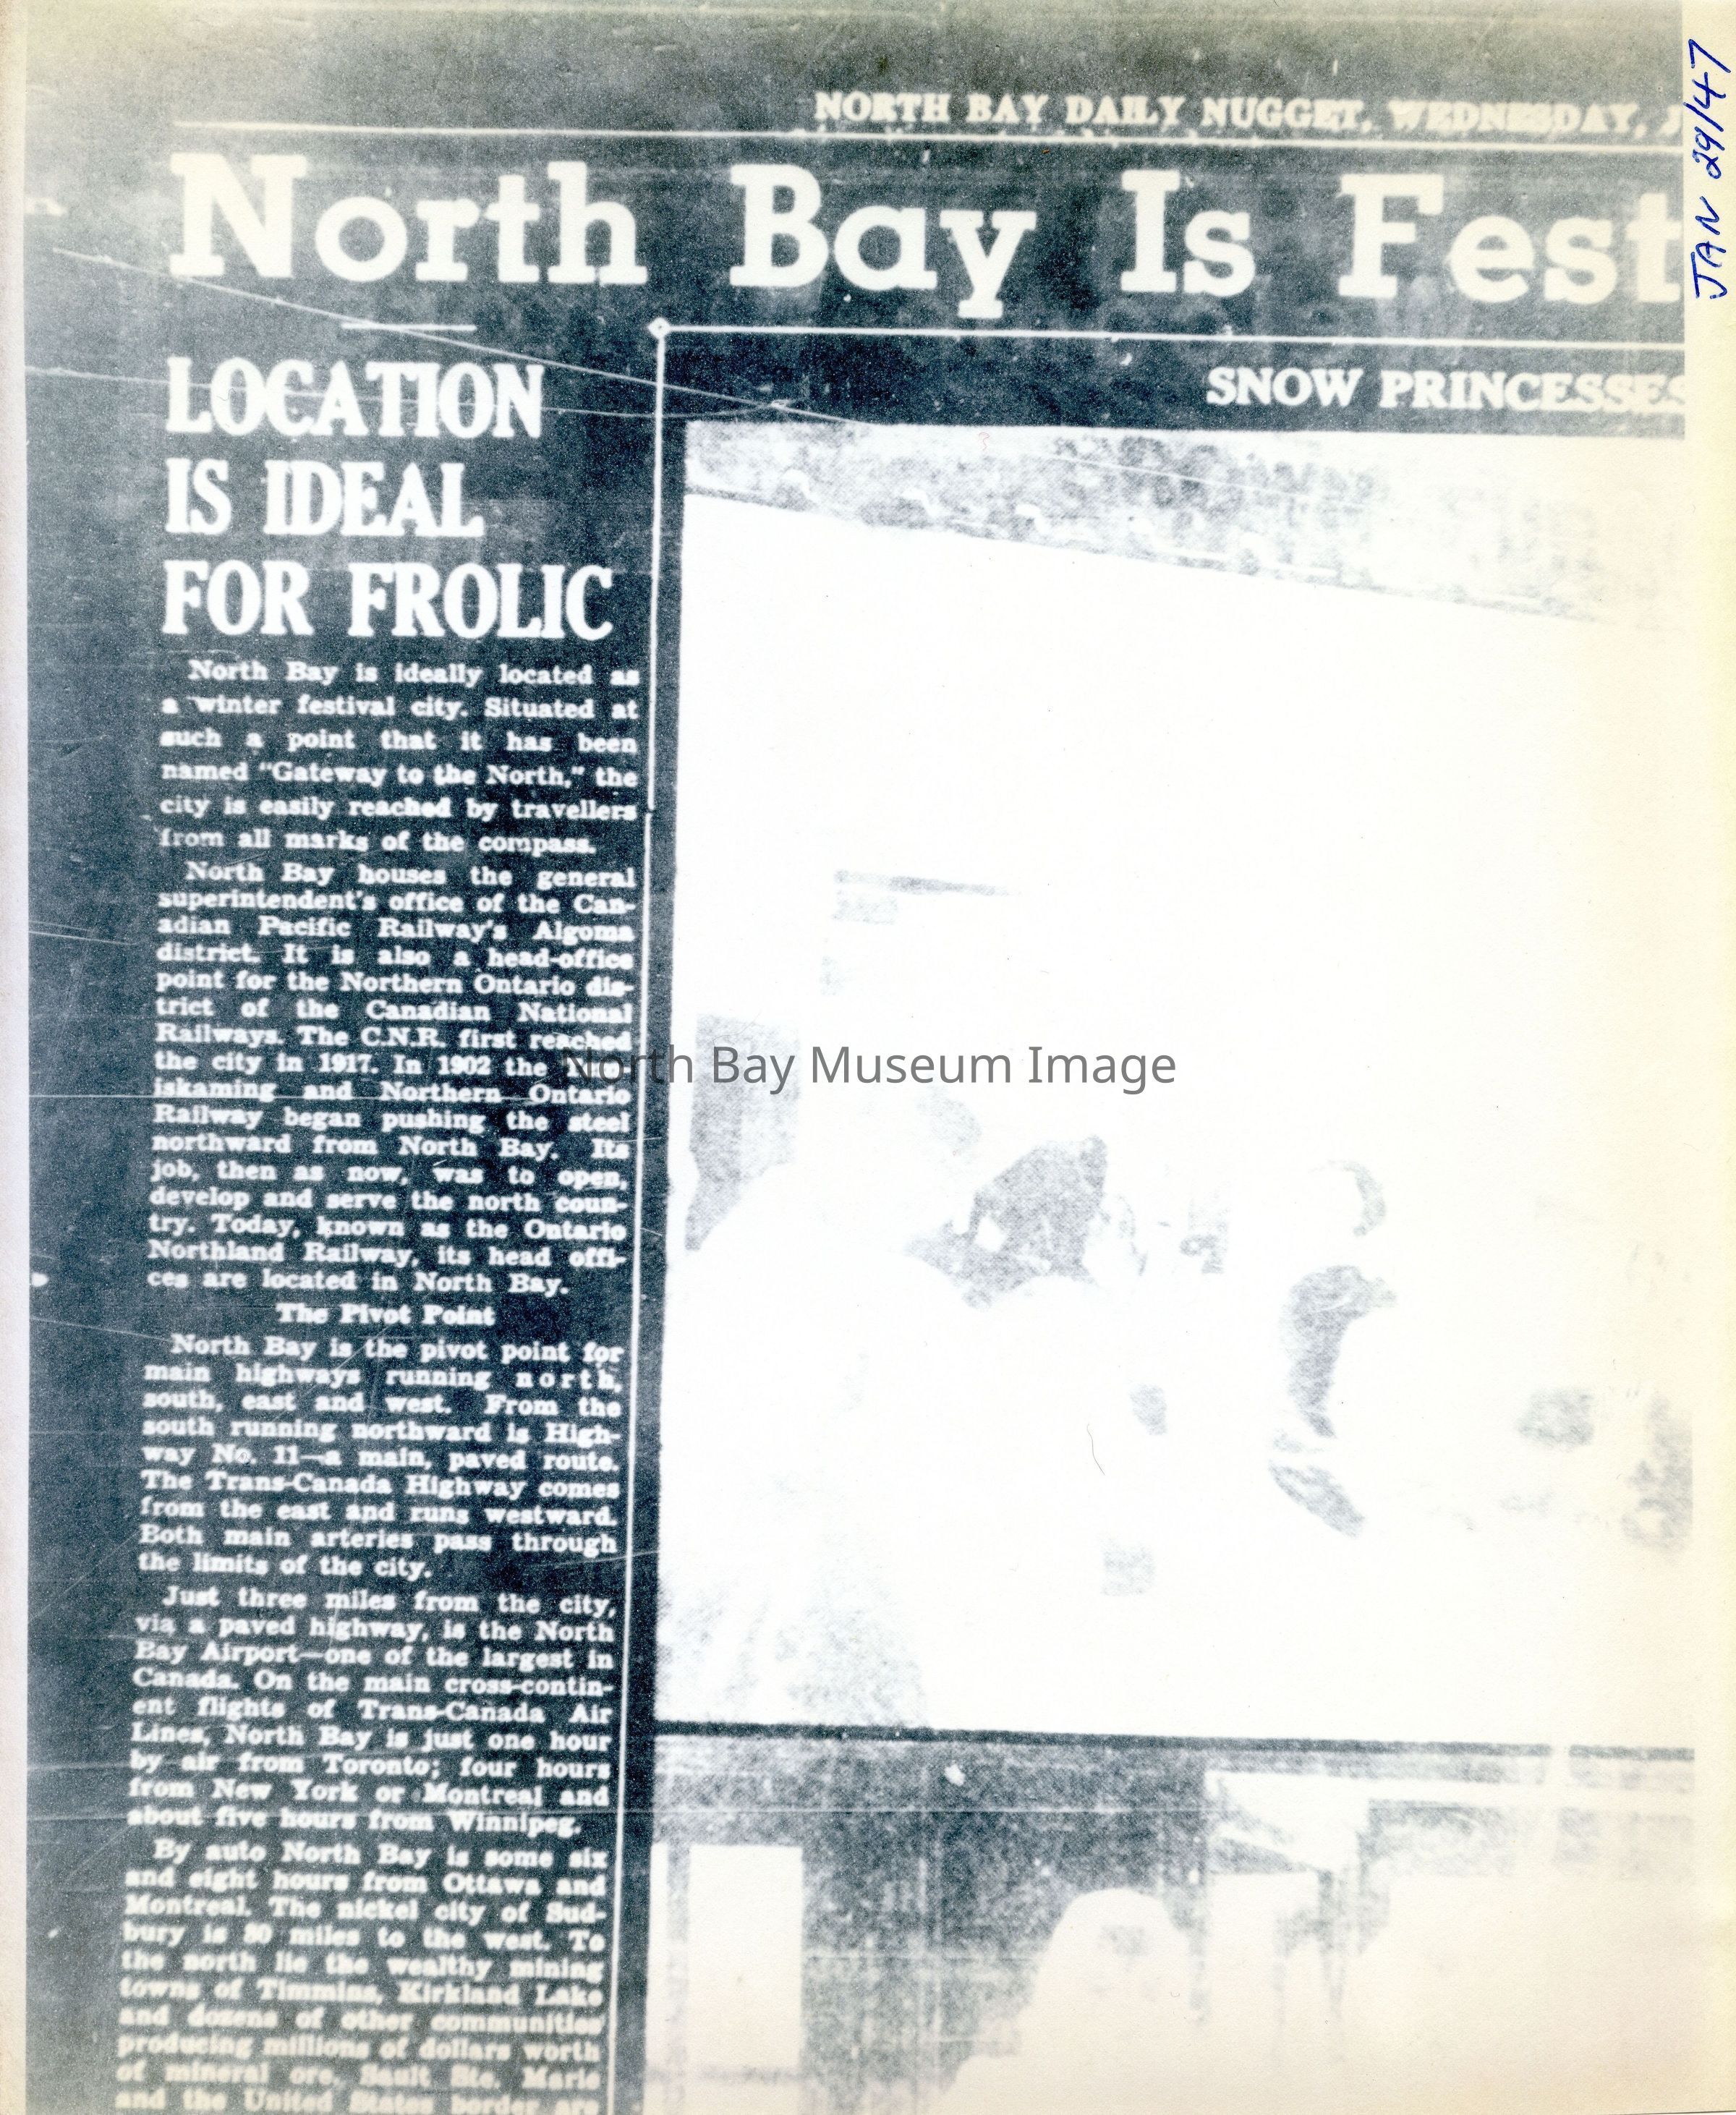 JAN 29/47
NORTH BAY DAILY NUGGET, WEDNESDAY, J
North Bay Is Fest
SNOW PRINCESSES
LOCATION
IS IDEAL
FOR FROLIC
North Bay is ideally located as
a winter festival city. Situated at
such a point that it has been
named "Gateway to the North," the
city is easily reached by travellers
from all marks of the compass.
North Bay houses the general
superintendent's office of the Can-
adian Pacific Railway's Algoma
district. It is also a head-office
point for the Northern Ontario dis-
trict of the Canadian National
Railways. The C.N.R. first reached
the city in 1917. In 1902 the
iskaming and Northern Ontario
Railway began pushing the steel
northward from North Bay. Its
job, then as now, was to open,
develop and serve the north coun-
try. Today, known as the Ontario
Northland Railway, its head offi-
ces are located in North Bay.
The Pivot Point
North Bay is the pivot point for
main highways running north,
south, east and west. From the
south running northward is High-
way No. 11—a main, paved route.
The Trans-Canada Highway comes
from the east and runs westward.
Both main arteries pass through
the limits of the city.
Just three miles from the city,
via a paved highway, is the North
Bay Airport—one of the largest in
Canada. On the main cross-contin-
ent flights of Trans-Canada Air
Lines, North Bay is just one hour
by air from Toronto; four hours
from New York or Montreal and
about five hours from Winnipeg.
By auto North Bay is some six
and eight hours from Ottawa and
Montreal. The nickel city of Sud-
bury is 80 miles to the west. To
the north lie the wealthy mining
towns of Timmins, Kirkland Lake
and dozens of other communities
producing millions of dollars worth
of mineral ore. Sault Ste. Marie
and the United States border are
North Bay Museum Image